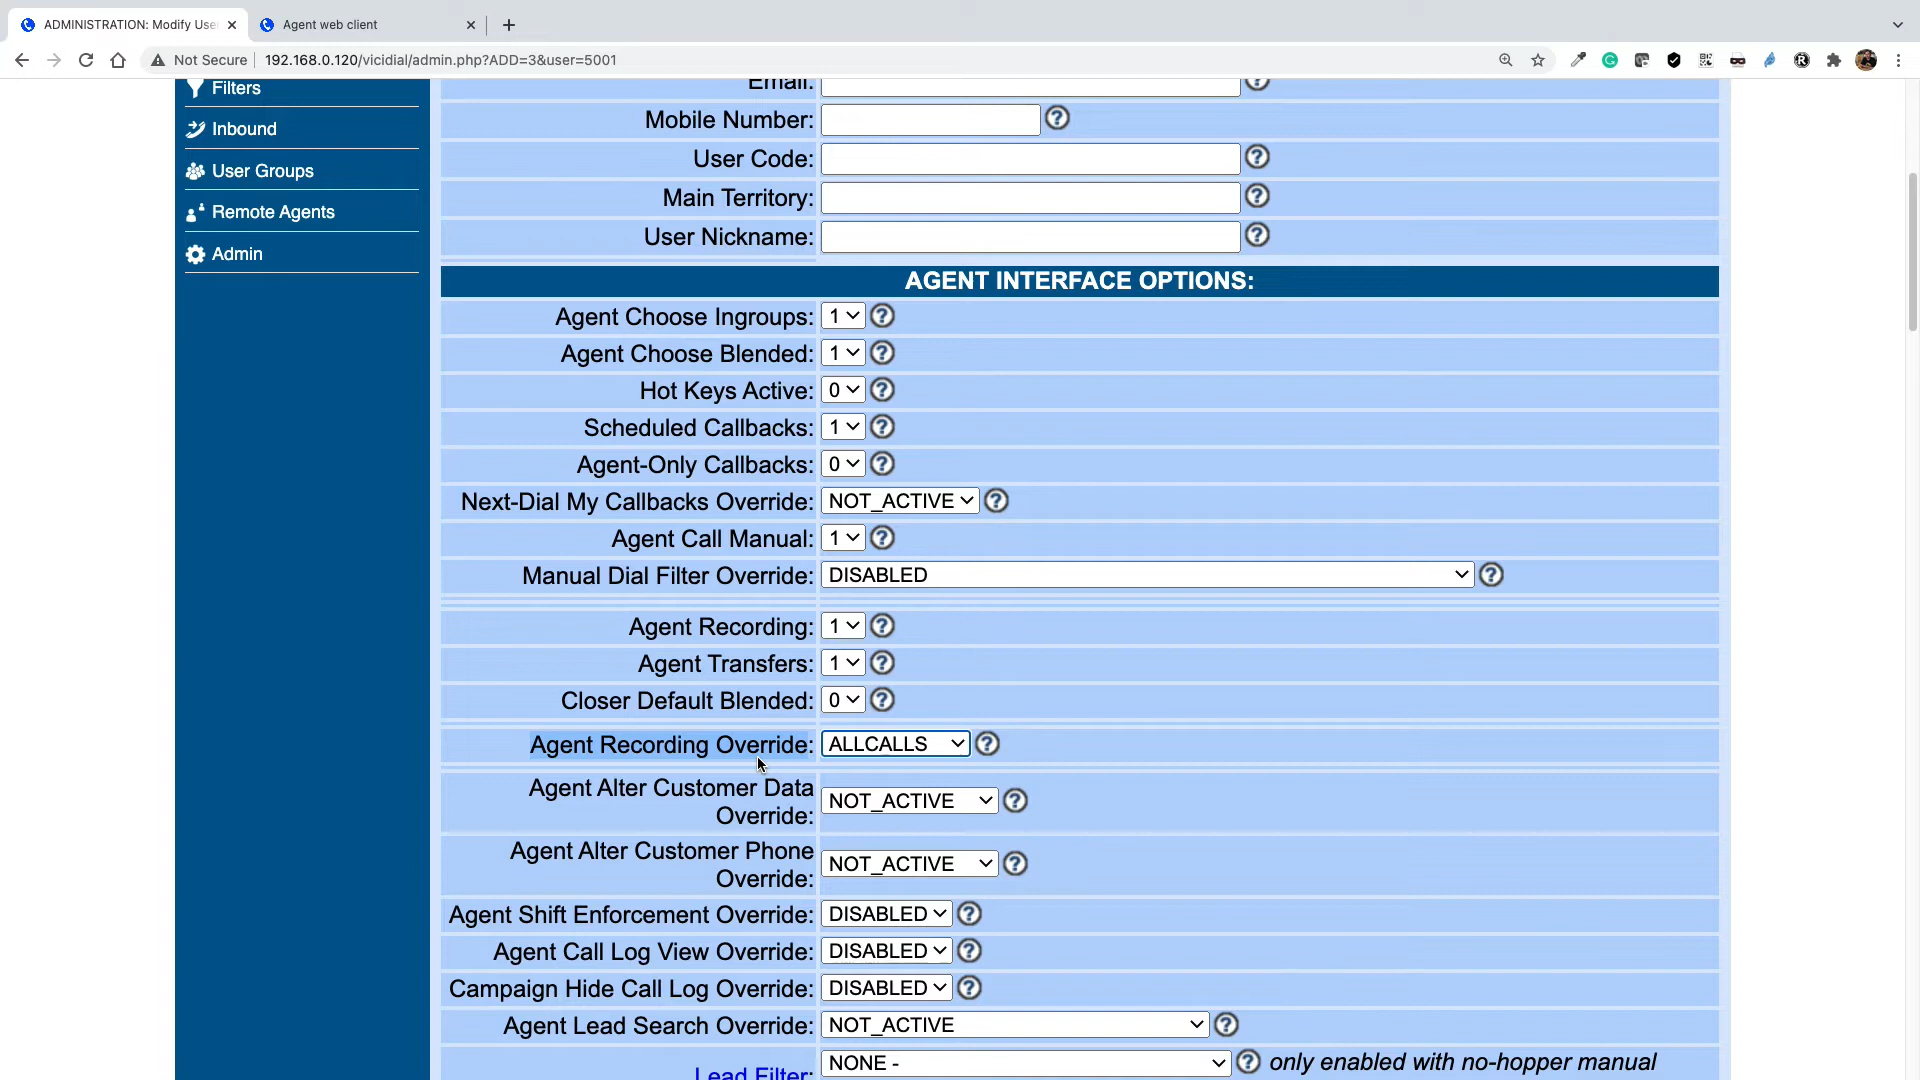 ADMINISTRATION: Modify Use
Agent web client
Not Secure
192.168.0.120/vicidial/admin.php?ADD=3&user=5001
Filters
Inbound
User Groups
Remote Agents
Admin
Email:
Mobile Number:
User Code:
Main Territory:
User Nickname:
AGENT INTERFACE OPTIONS:
Agent Choose Ingroups: 1
Agent Choose Blended: 1
Hot Keys Active: 0
Scheduled Callbacks: 1
Agent-Only Callbacks: 0
Next-Dial My Callbacks Override: NOT_ACTIVE
Agent Call Manual: 1
Manual Dial Filter Override: DISABLED
Agent Recording: 1
Agent Transfers: 1
Closer Default Blended: 0
Agent Recording Override: ALLCALLS
Agent Alter Customer Data
Override: NOT_ACTIVE
Agent Alter Customer Phone
Override: NOT_ACTIVE
Agent Shift Enforcement Override: DISABLED
Agent Call Log View Override: DISABLED
Campaign Hide Call Log Override: DISABLED
Agent Lead Search Override: NOT_ACTIVE
Lead Filter: NONE - only enabled with no-hopper manual